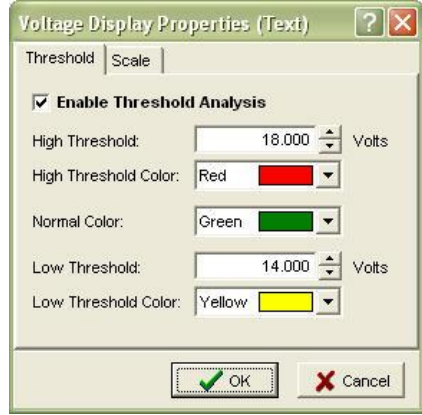 Voltage Display Properties (Text) ?
Threshold Scale
Enable Threshold Analysis
High Threshold: 18.000 Volts
High Threshold Color: Red
Normal Color: Green
Low Threshold: 14.000 Volts
Low Threshold Color: Yellow
OK Cancel